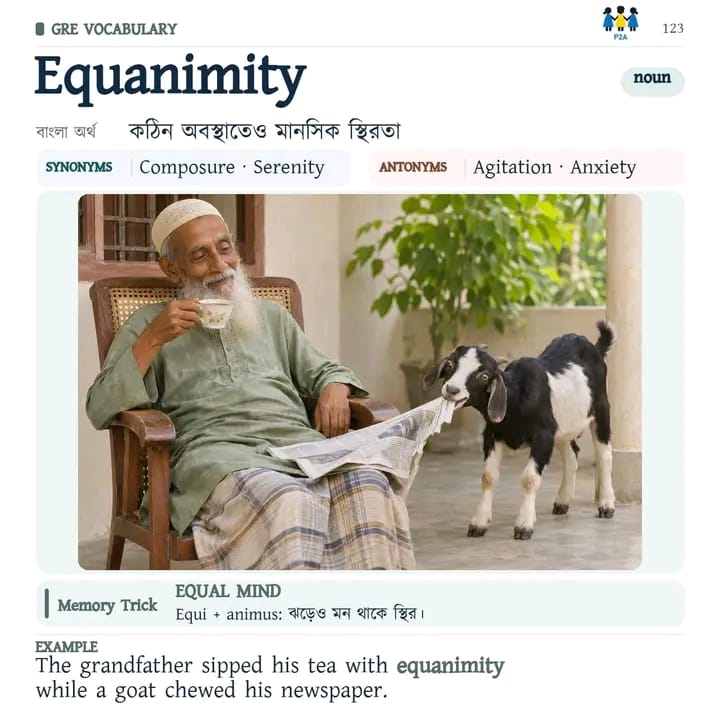 GRE VOCABULARY
P2A
123
Equanimity
noun
বাংলা অর্থ কঠিন অবস্থাতেও মানসিক স্থিরতা
SYNONYMS Composure · Serenity
ANTONYMS Agitation · Anxiety
Memory Trick
EQUAL MIND
Equi + animus: ঝড়েও মন থাকে স্থির।
EXAMPLE
The grandfather sipped his tea with equanimity
while a goat chewed his newspaper.